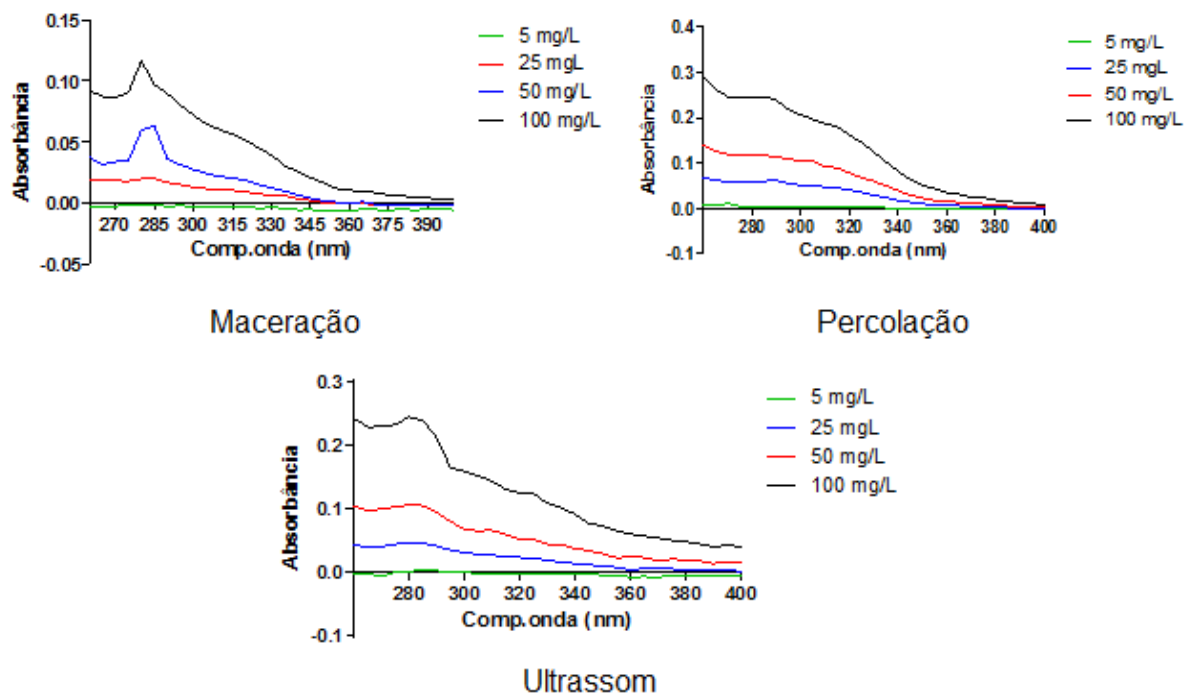 0.15
0.10
0.05
0.00
-0.05
Absorbância
270 285 300 315 330 345 360 375 390
Comp.onda (nm)
5 mg/L
25 mgL
50 mg/L
100 mg/L
Maceração
0.4
0.3
0.2
0.1
0.0
-0.1
Absorbância
280 300 320 340 360 380 400
Comp.onda (nm)
5 mg/L
25 mgL
50 mg/L
100 mg/L
Percolação
0.3
0.2
0.1
0.0
-0.1
Absorbância
280 300 320 340 360 380 400
Comp.onda (nm)
5 mg/L
25 mgL
50 mg/L
100 mg/L
Ultrassom